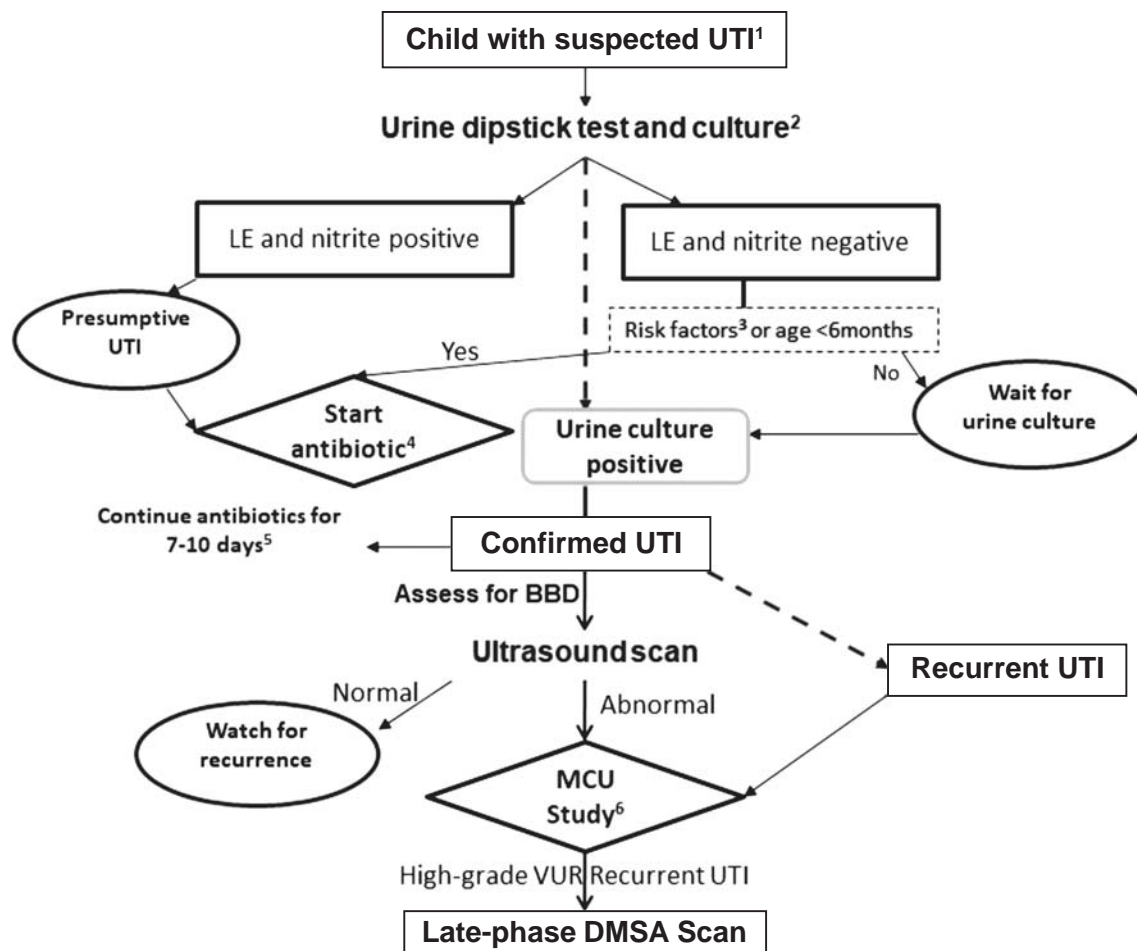 Child with suspected UTI¹
Urine dipstick test and culture²
LE and nitrite positive
LE and nitrite negative
Presumptive
UTI
Risk factors³ or age <6months
Yes
No
Start
antibiotic⁴
Urine culture
positive
Wait for
urine culture
Continue antibiotics for
7-10 days⁵
Confirmed UTI
Assess for BBD
Ultrasound scan
Recurrent UTI
Normal
Abnormal
Watch for
recurrence
MCU
Study⁶
High-grade VUR Recurrent UTI
Late-phase DMSA Scan